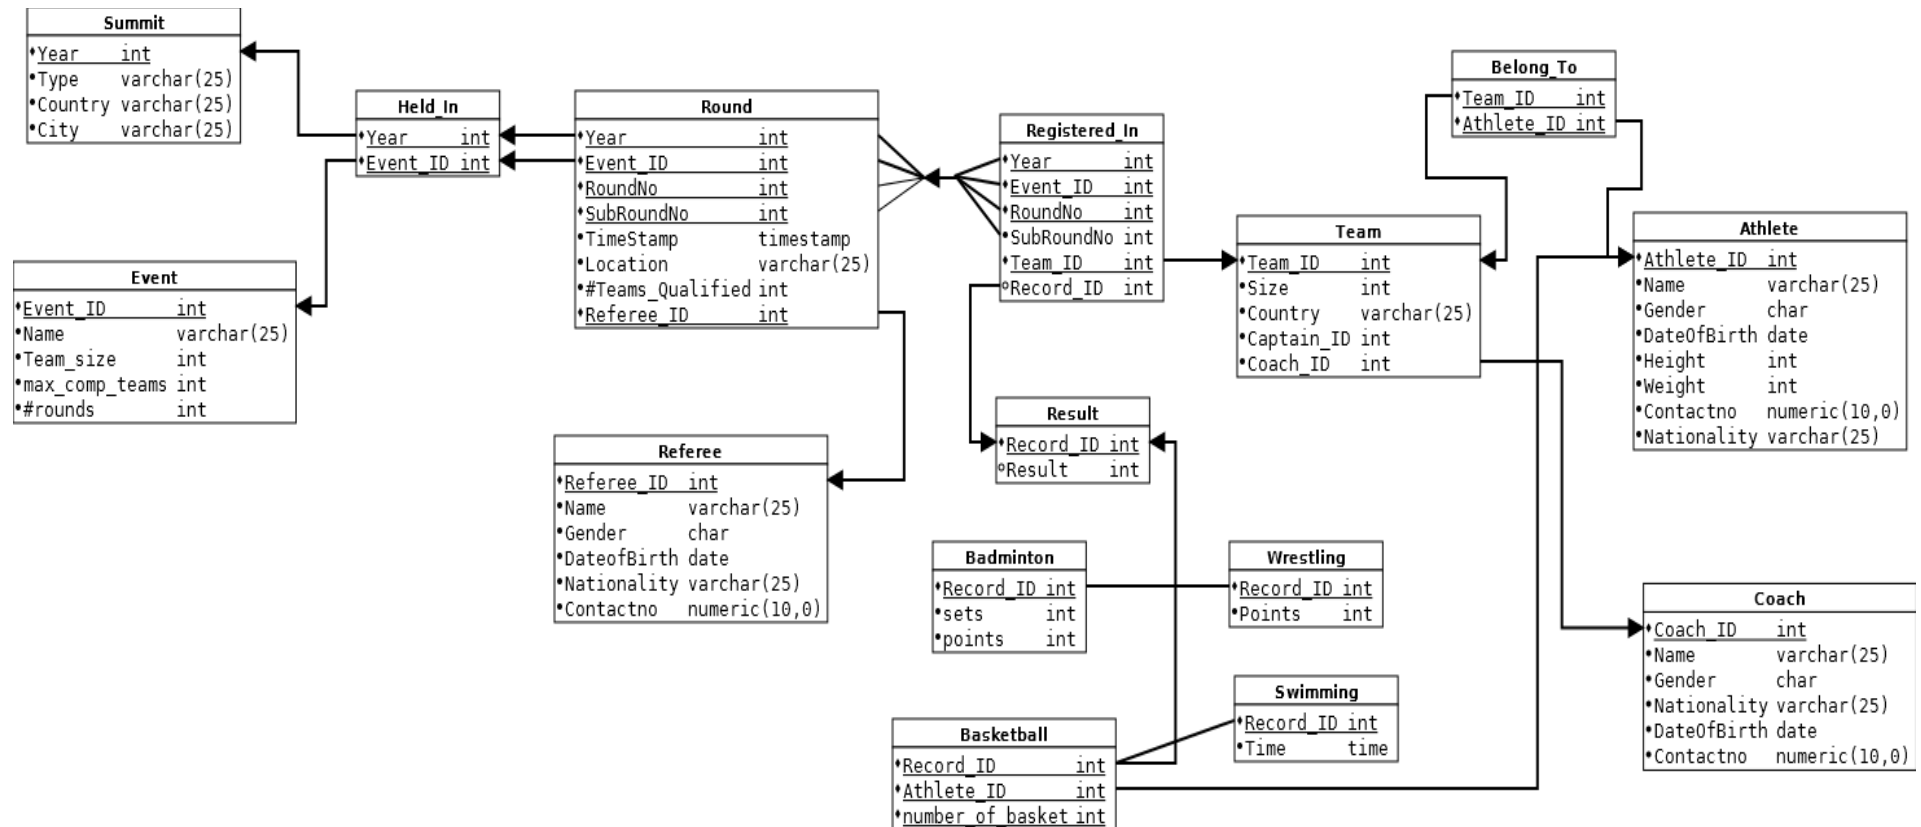 Summit
Year int
Type varchar(25)
Country varchar(25)
City varchar(25)
Held_In
Year int
Event_ID int
Event
Event_ID int
Name varchar(25)
Team_size int
max_comp_teams int
#rounds int
Round
Year int
Event_ID int
RoundNo int
SubRoundNo int
TimeStamp timestamp
Location varchar(25)
#Teams_Qualified int
Referee_ID int
Referee
Referee_ID int
Name varchar(25)
Gender char
DateofBirth date
Nationality varchar(25)
Contactno numeric(10,0)
Registered_In
Year int
Event_ID int
RoundNo int
SubRoundNo int
Team_ID int
Record_ID int
Result
Record_ID int
Result int
Badminton
Record_ID int
sets int
points int
Wrestling
Record_ID int
Points int
Swimming
Record_ID int
Time time
Basketball
Record_ID int
Athlete_ID int
number_of_basket int
Belong_To
Team_ID int
Athlete_ID int
Team
Team_ID int
Size int
Country varchar(25)
Captain_ID int
Coach_ID int
Athlete
Athlete_ID int
Name varchar(25)
Gender char
DateOfBirth date
Height int
Weight int
Contactno numeric(10,0)
Nationality varchar(25)
Coach
Coach_ID int
Name varchar(25)
Gender char
Nationality varchar(25)
DateOfBirth date
Contactno numeric(10,0)